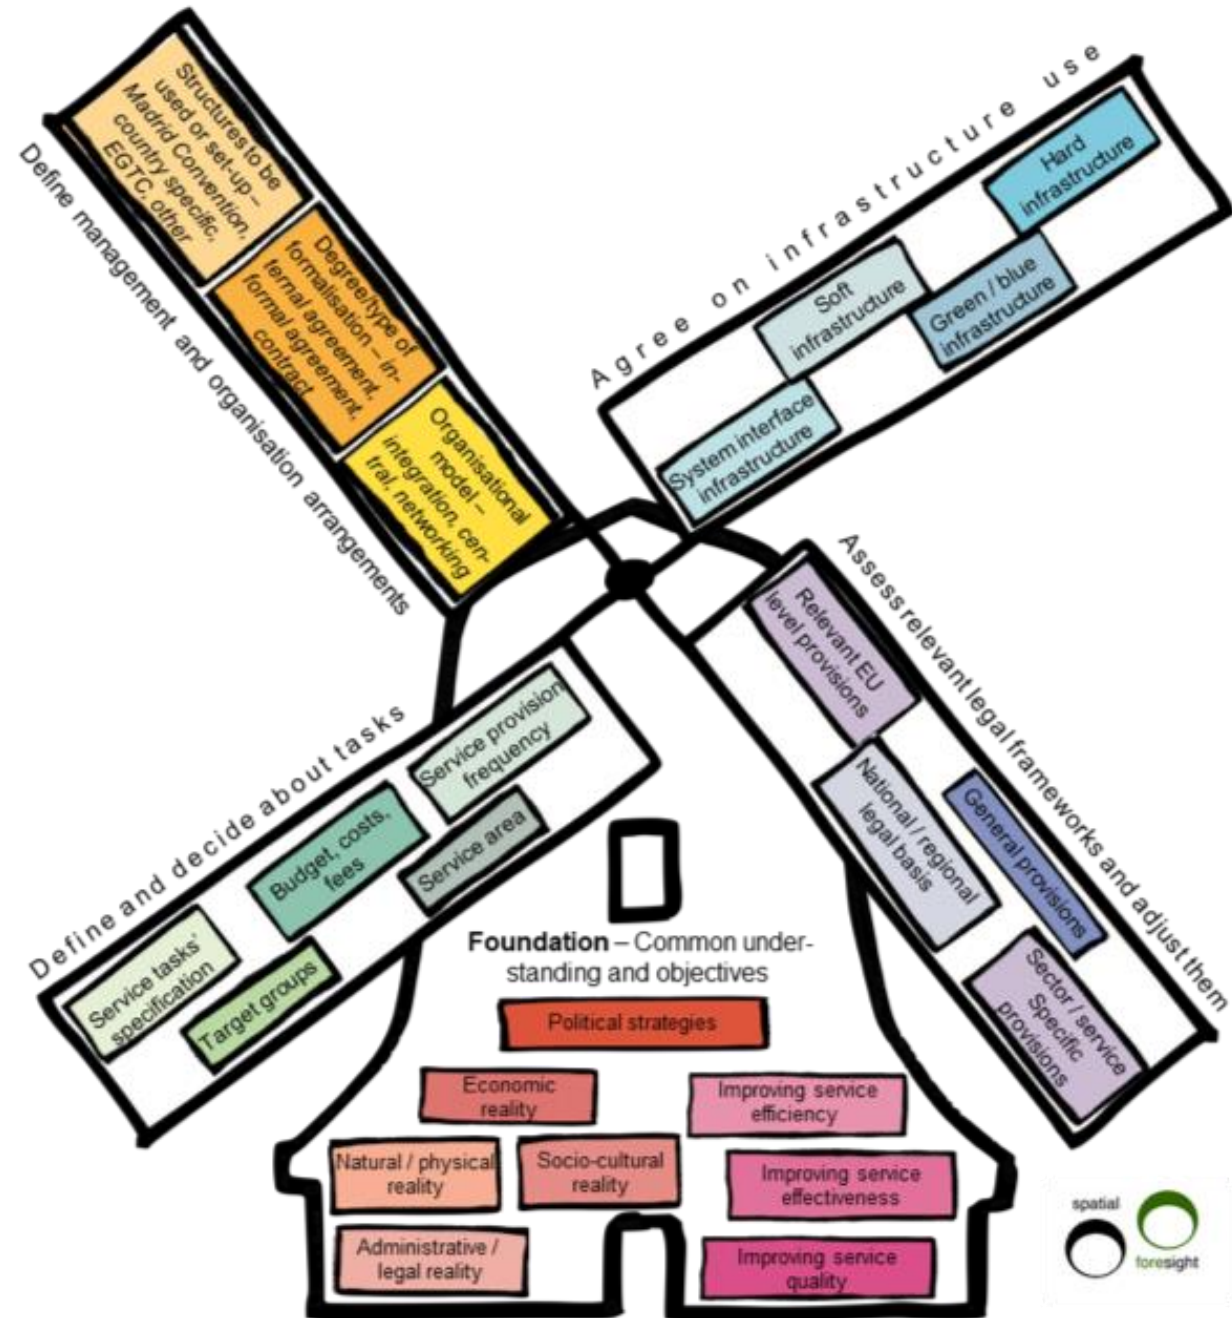 Define management and organisation arrangements
Structures to be
used or set-up –
Madrid Convention,
country specific,
EGTC, other
Degree/type of
formalisation – in-
formal agreement,
contract
Organisational
model –
integration, cen-
tral, networking
Agree on infrastructure use
Hard
infrastructure
Soft
infrastructure
Green / blue
infrastructure
System interface
infrastructure
Assess relevant legal frameworks and adjust them
Relevant EU
level provisions
National / regional
legal basis
General provisions
Sector / service
Specific
provisions
Define and decide about tasks
Service provision
frequency
Budget, costs,
fees
Service area
Service tasks'
specification
Target groups
Foundation – Common under-
standing and objectives
Political strategies
Economic
reality
Improving service
efficiency
Natural / physical
reality
Socio-cultural
reality
Improving service
effectiveness
Administrative /
legal reality
Improving service
quality
spatial
foresight